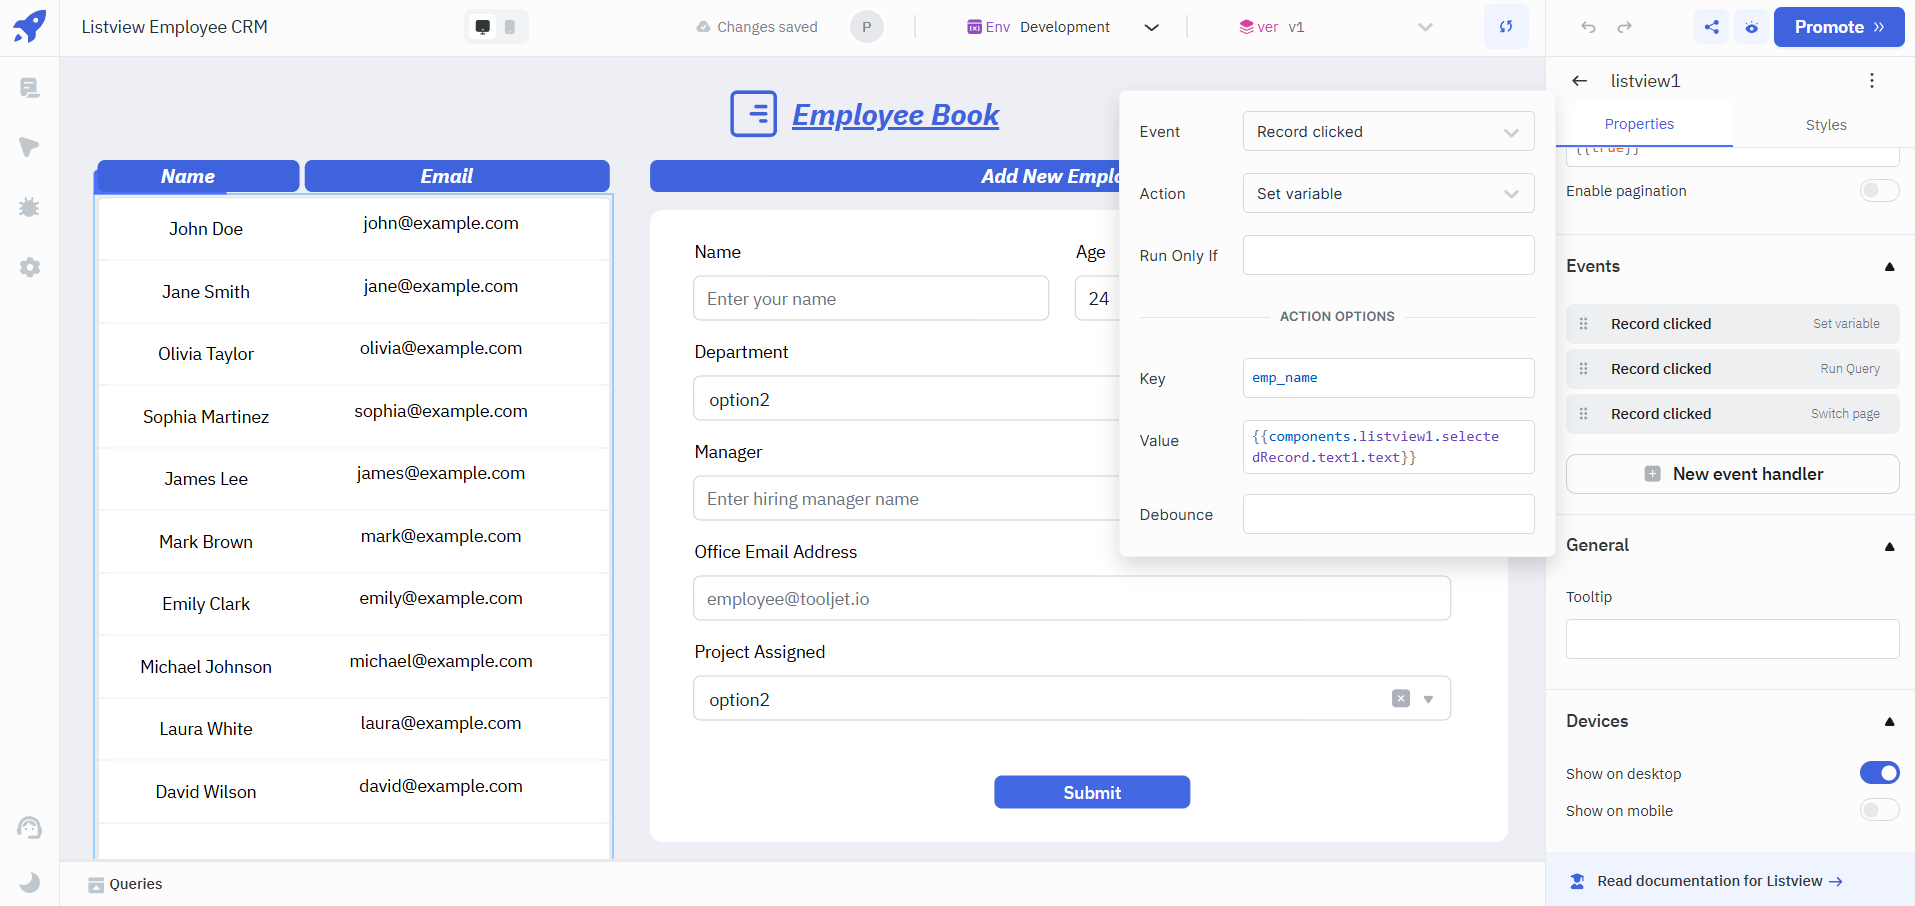 Listview Employee CRM
Changes saved
P
Env Development
ver v1
Promote
listview1
Properties
Styles
{{true}}
Enable pagination
Events
Record clicked Set variable
Record clicked Run Query
Record clicked Switch page
New event handler
General
Tooltip
Devices
Show on desktop
Show on mobile
Read documentation for Listview →
Employee Book
Name Email
John Doe john@example.com
Jane Smith jane@example.com
Olivia Taylor olivia@example.com
Sophia Martinez sophia@example.com
James Lee james@example.com
Mark Brown mark@example.com
Emily Clark emily@example.com
Michael Johnson michael@example.com
Laura White laura@example.com
David Wilson david@example.com
Add New Emplo
Name Age
Enter your name 24
Department
option2
Manager
Enter hiring manager name
Office Email Address
employee@tooljet.io
Project Assigned
option2
Submit
Event Record clicked
Action Set variable
Run Only If
ACTION OPTIONS
Key emp_name
Value {{components.listview1.selecte
dRecord.text1.text}}
Debounce
Queries